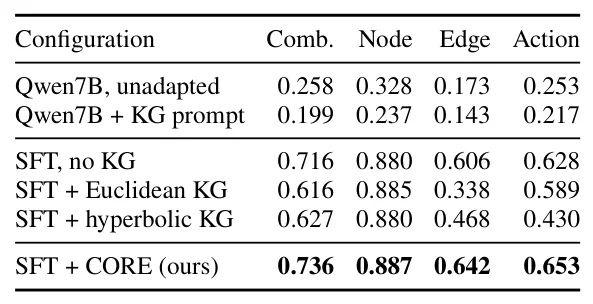 Configuration Comb. Node Edge Action
Qwen7B, unadapted 0.258 0.328 0.173 0.253
Qwen7B + KG prompt 0.199 0.237 0.143 0.217
SFT, no KG 0.716 0.880 0.606 0.628
SFT + Euclidean KG 0.616 0.885 0.338 0.589
SFT + hyperbolic KG 0.627 0.880 0.468 0.430
SFT + CORE (ours) 0.736 0.887 0.642 0.653